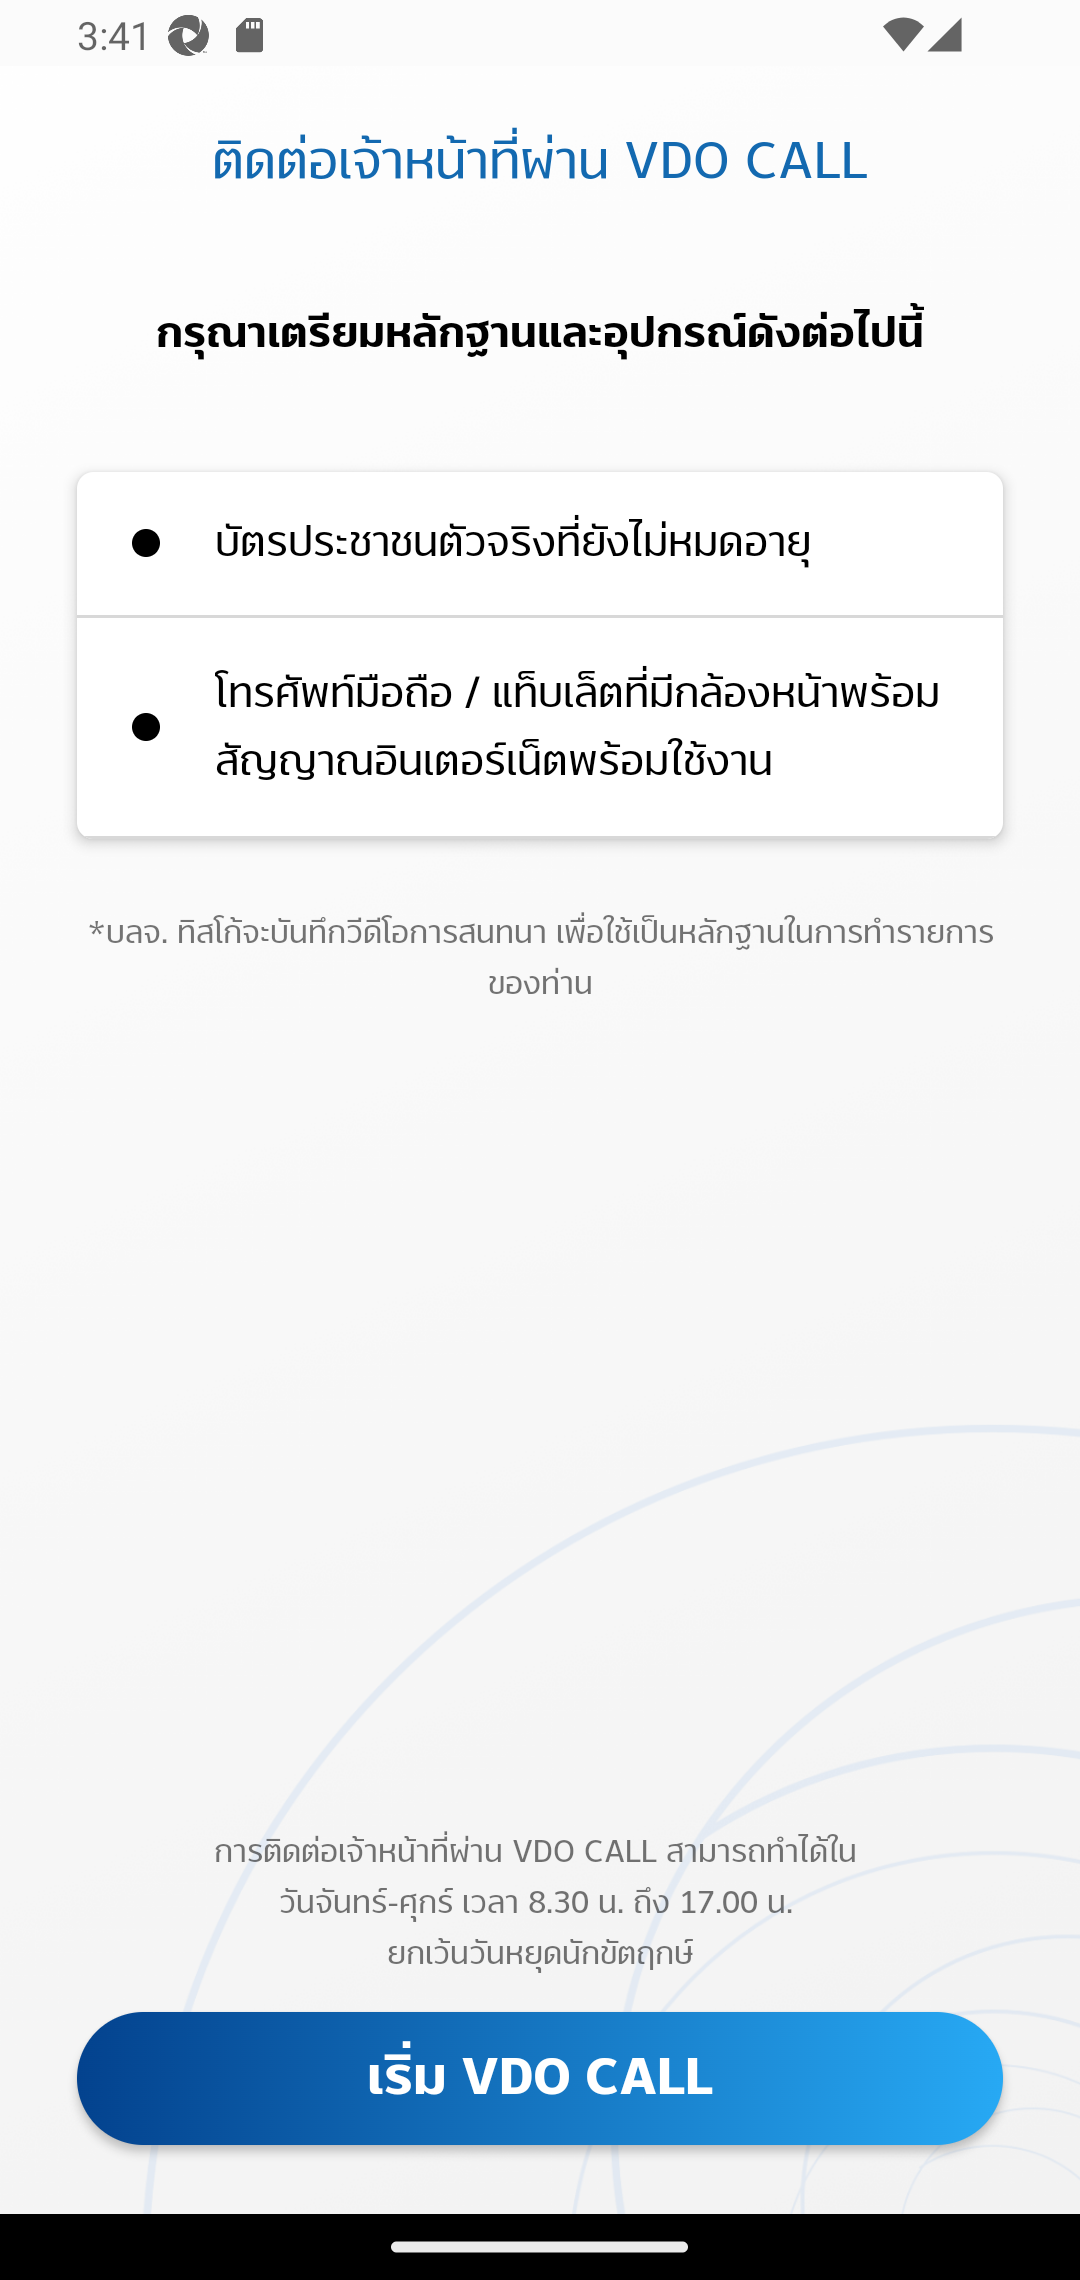 3:41
ติดต่อเจ้าหน้าที่ผ่าน VDO CALL
กรุณาเตรียมหลักฐานและอุปกรณ์ดังต่อไปนี้
บัตรประชาชนตัวจริงที่ยังไม่หมดอายุ
โทรศัพท์มือถือ / แท็บเล็ตที่มีกล้องหน้าพร้อม
สัญญาณอินเตอร์เน็ตพร้อมใช้งาน
*บลจ. ทิสโก้จะบันทึกวีดีโอการสนทนา เพื่อใช้เป็นหลักฐานในการทำรายการ
ของท่าน
การติดต่อเจ้าหน้าที่ผ่าน VDO CALL สามารถทำได้ใน
วันจันทร์-ศุกร์ เวลา 8.30 น. ถึง 17.00 น.
ยกเว้นวันหยุดนักขัตฤกษ์
เริ่ม VDO CALL